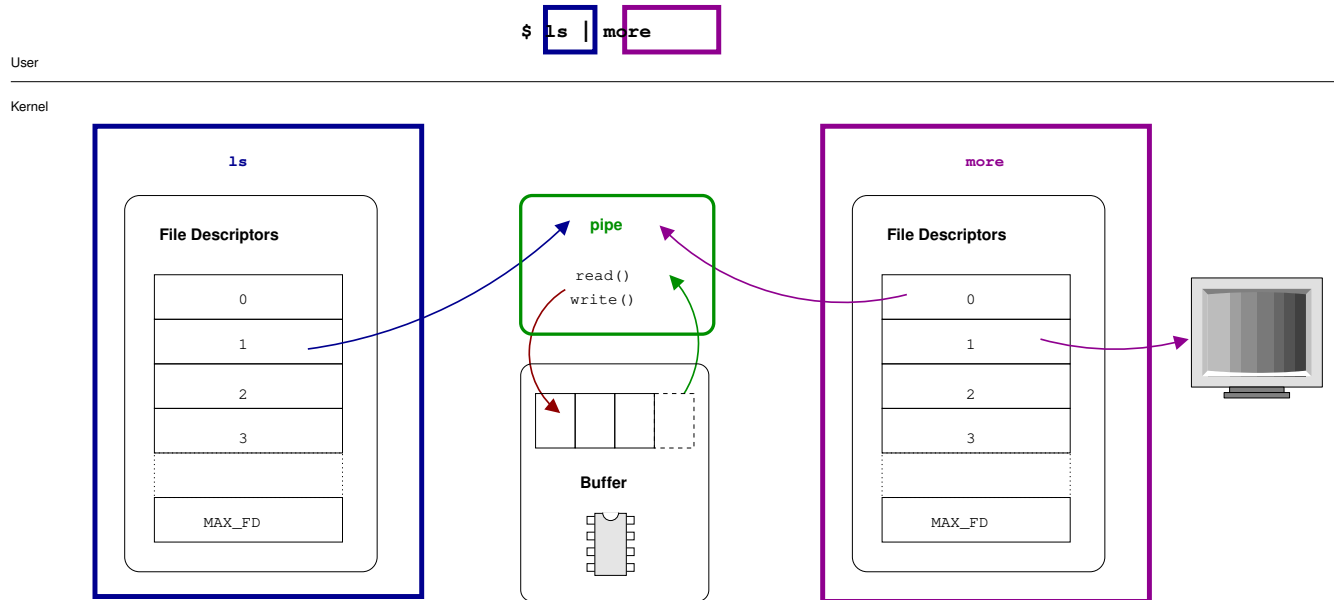 $ ls | more
User
Kernel
ls
File Descriptors
0
1
2
3
MAX_FD
pipe
read()
write()
Buffer
more
File Descriptors
0
1
2
3
MAX_FD